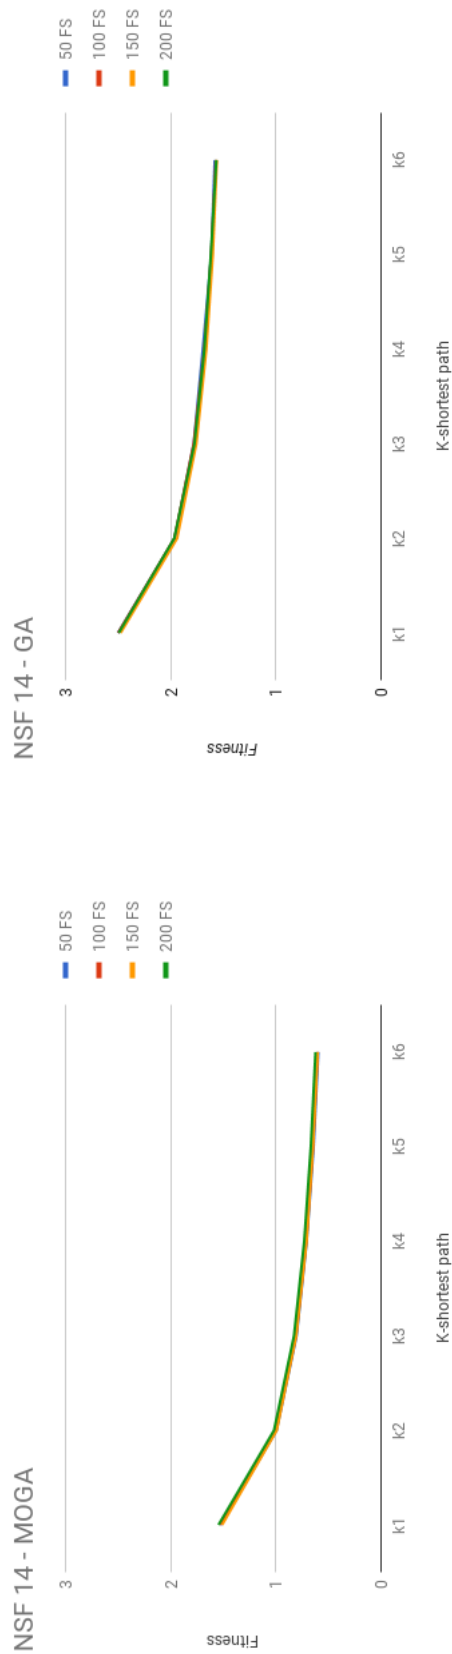 NSF 14 - MOGA
50 FS
100 FS
150 FS
200 FS
3
2
1
0
Fitness
k1
k2
k3
k4
k5
k6
K-shortest path
NSF 14 - GA
50 FS
100 FS
150 FS
200 FS
3
2
1
0
Fitness
k1
k2
k3
k4
k5
k6
K-shortest path